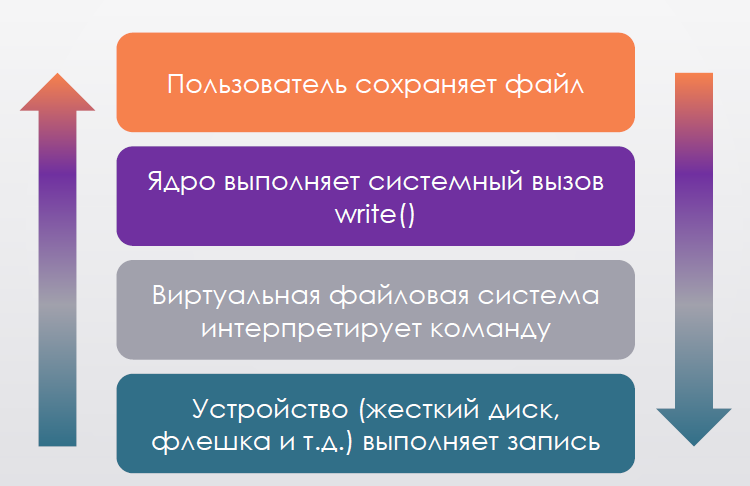 Пользователь сохраняет файл
Ядро выполняет системный вызов
write()
Виртуальная файловая система
интерпретирует команду
Устройство (жесткий диск,
флешка и т.д.) выполняет запись